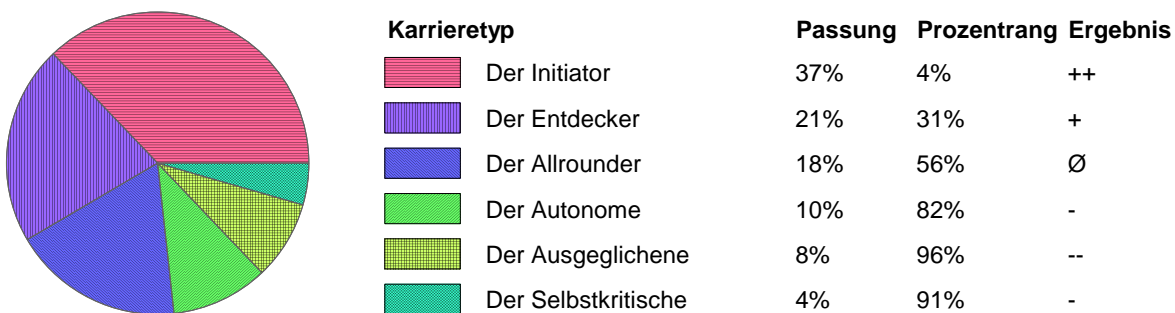 Karrieretyp Passung Prozentrang Ergebnis
Der Initiator 37% 4% ++
Der Entdecker 21% 31% +
Der Allrounder 18% 56% Ø
Der Autonome 10% 82% -
Der Ausgeglichene 8% 96% --
Der Selbstkritische 4% 91% -